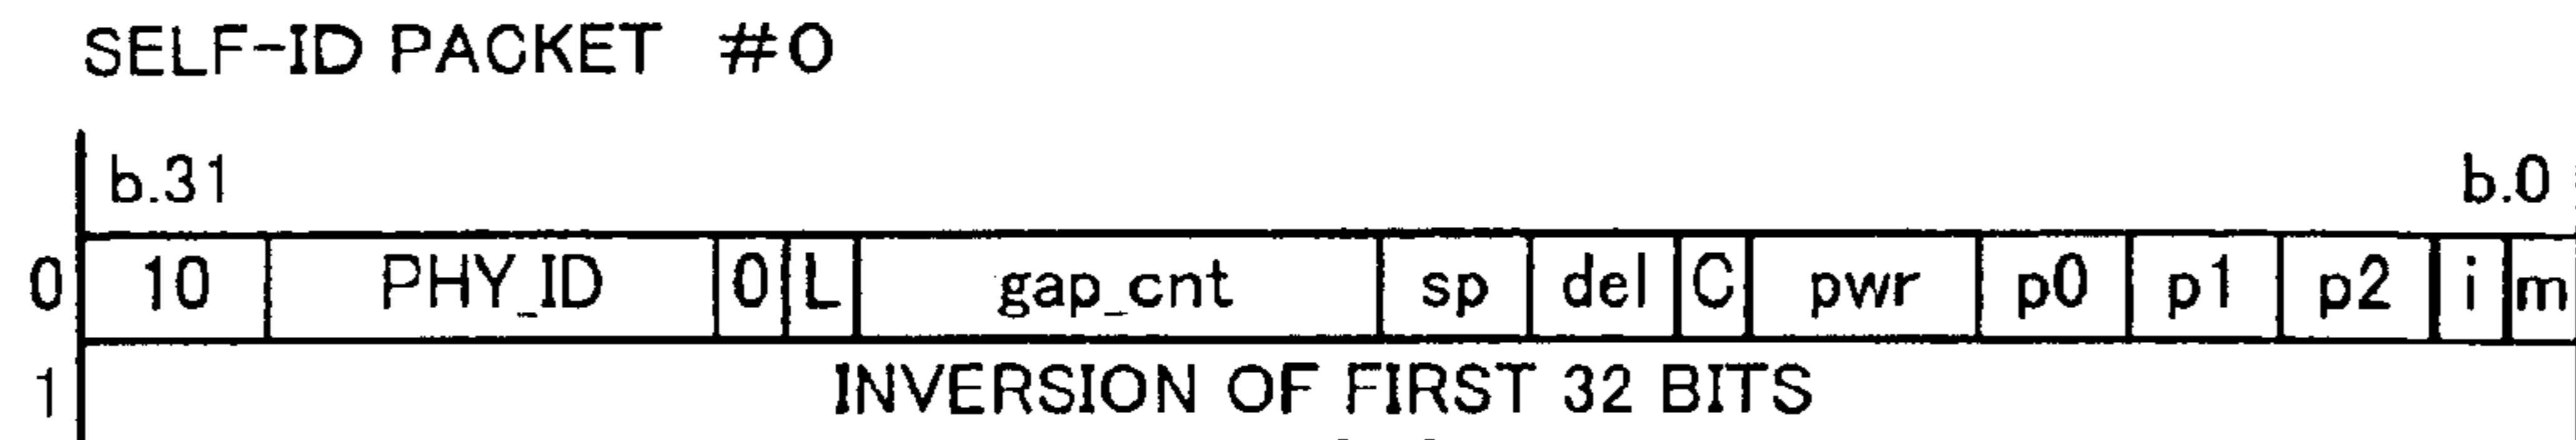 SELF-ID PACKET #0
b.31 b.0
0 10 PHY_ID 0 L gap_cnt sp del C pwr p0 p1 p2 i m
1 INVERSION OF FIRST 32 BITS